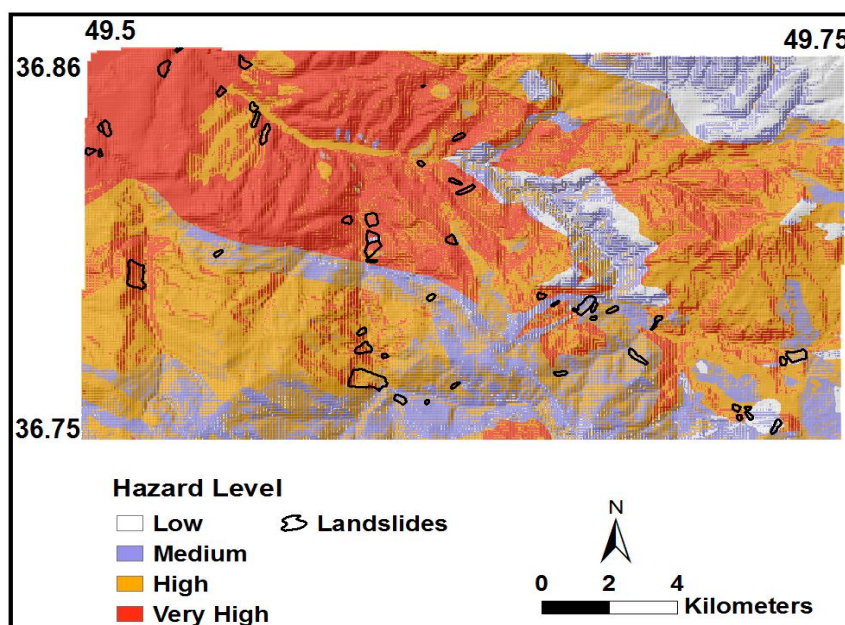 49.5 49.75
36.86
36.75
Hazard Level
Low Landslides
Medium
High
Very High
N
0 2 4
Kilometers